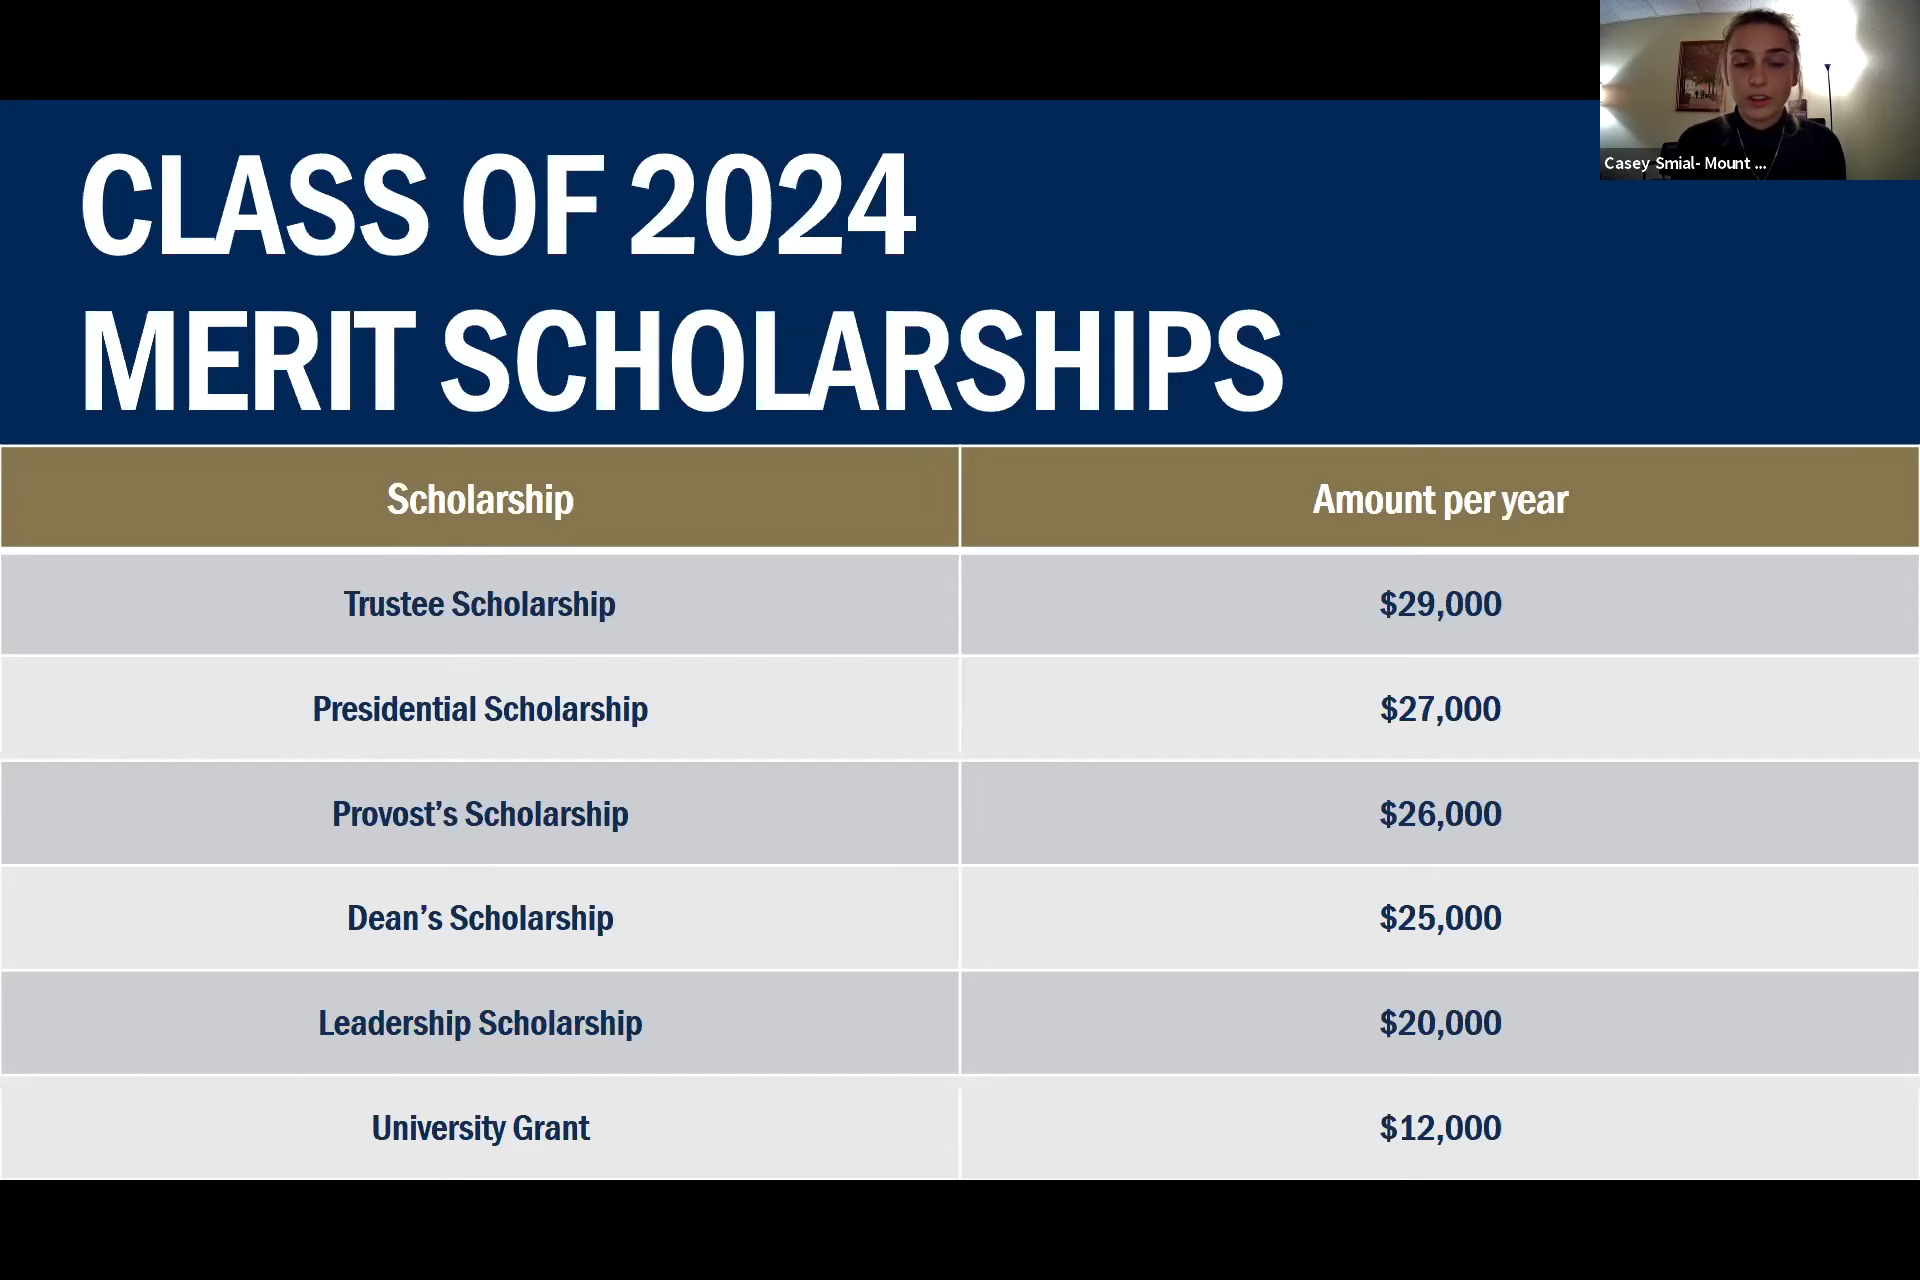 Casey Smial- Mount ...
CLASS OF 2024
MERIT SCHOLARSHIPS
Scholarship Amount per year
Trustee Scholarship $29,000
Presidential Scholarship $27,000
Provost’s Scholarship $26,000
Dean’s Scholarship $25,000
Leadership Scholarship $20,000
University Grant $12,000